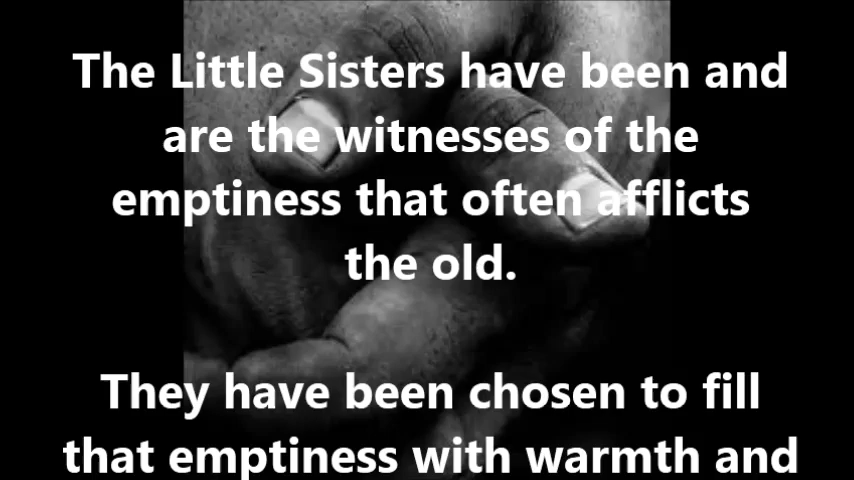 The Little Sisters have been and
are the witnesses of the
emptiness that often afflicts
the old.
They have been chosen to fill
that emptiness with warmth and